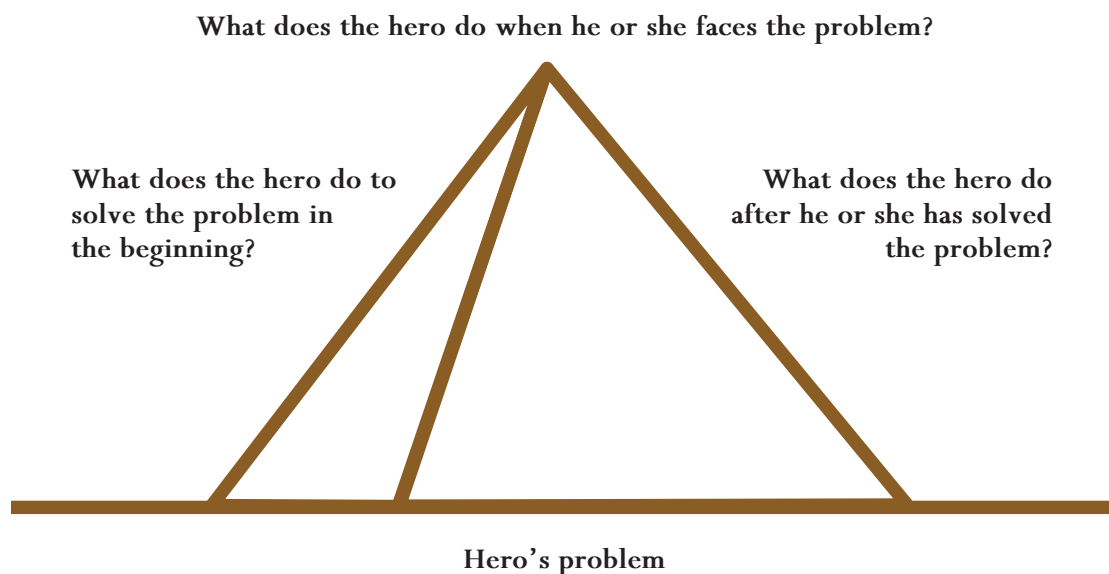 What does the hero do when he or she faces the problem?
What does the hero do to
solve the problem in
the beginning?
What does the hero do
after he or she has solved
the problem?
Hero’s problem